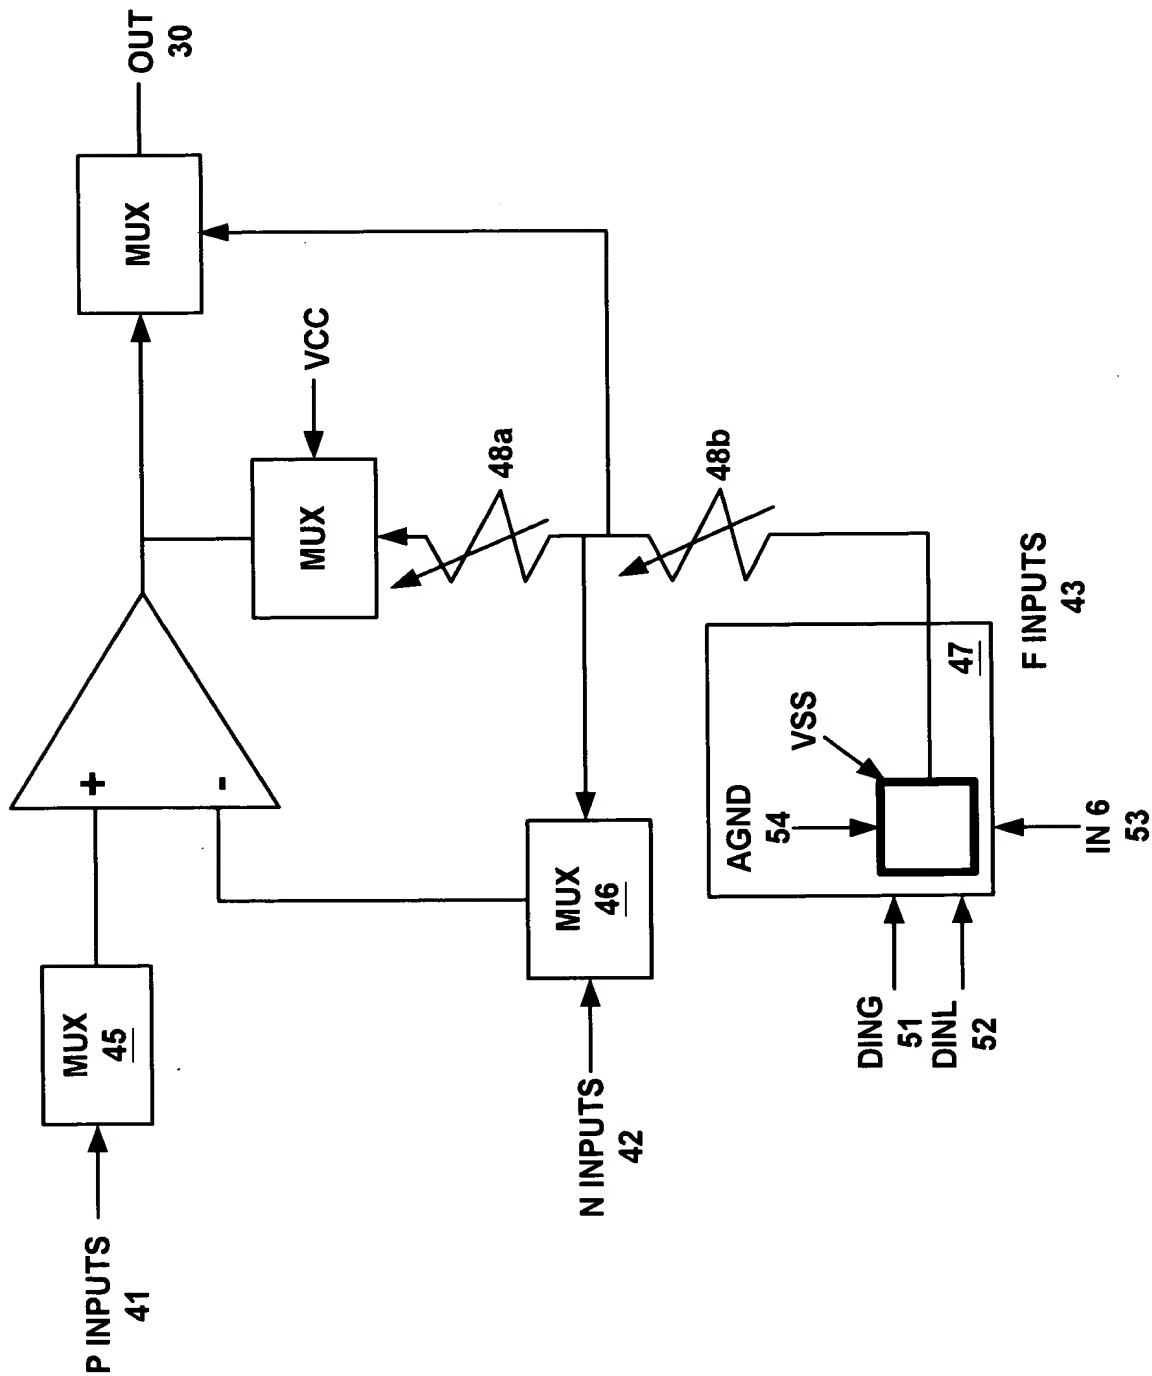 OUT
30
MUX
VCC
MUX
48a
48b
+
-
P INPUTS
41
MUX
45
N INPUTS
42
MUX
46
F INPUTS
43
47
VSS
AGND
54
DING
51
DINL
52
IN 6
53